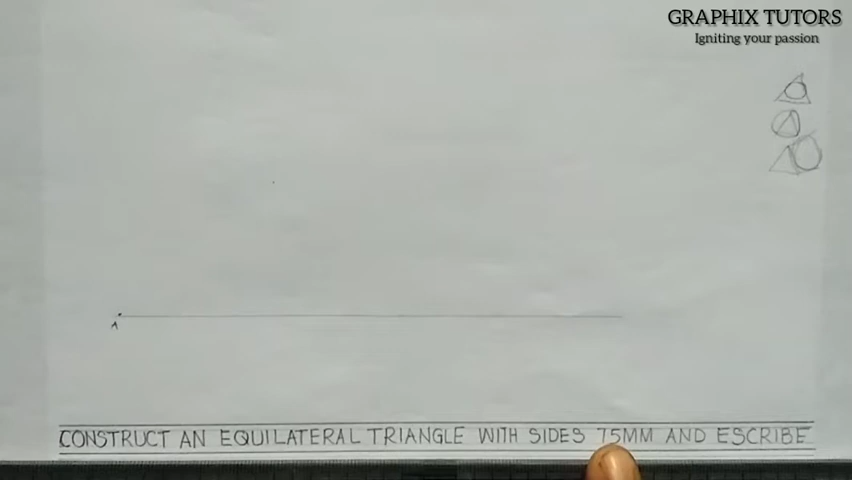 GRAPHIX TUTORS
Igniting your passion
A
CONSTRUCT AN EQUILATERAL TRIANGLE WITH SIDES 75MM AND ESCRIBE